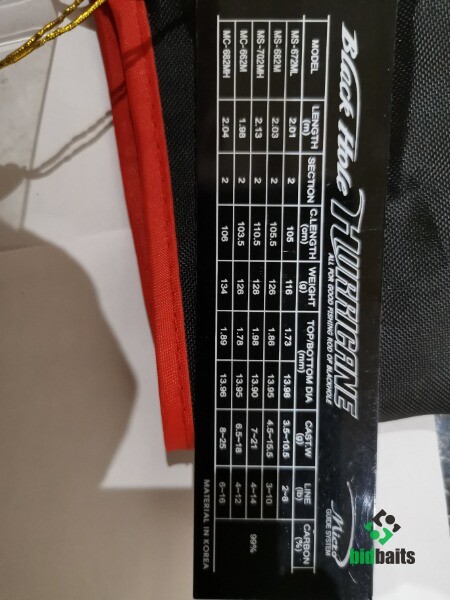 Black Hole HURRICANE
ALL FOR GOOD FISHING ROD OF BLACKHOLE
Micro
GUIDE SYSTEM
MODEL LENGTH (m) SECTION C.LENGTH (cm) WEIGHT (g) TOP/BOTTOM DIA (mm) CAST.W (g) LINE (lb) CARBON (%)
MS-672ML 2.01 2 105 116 1.73 13.98 3.5~10.5 2~8 99%
MS-682M 2.03 2 105.5 126 1.86 13.95 4.5~15.5 3~10
MS-702MH 2.13 2 110.5 128 1.98 13.90 7~21 4~14
MC-662M 1.98 2 103.5 126 1.78 13.95 6.5~18 4~12
MC-682MH 2.04 2 106 134 1.89 13.96 8~25 6~16
MATERIAL IN KOREA
bidbaits